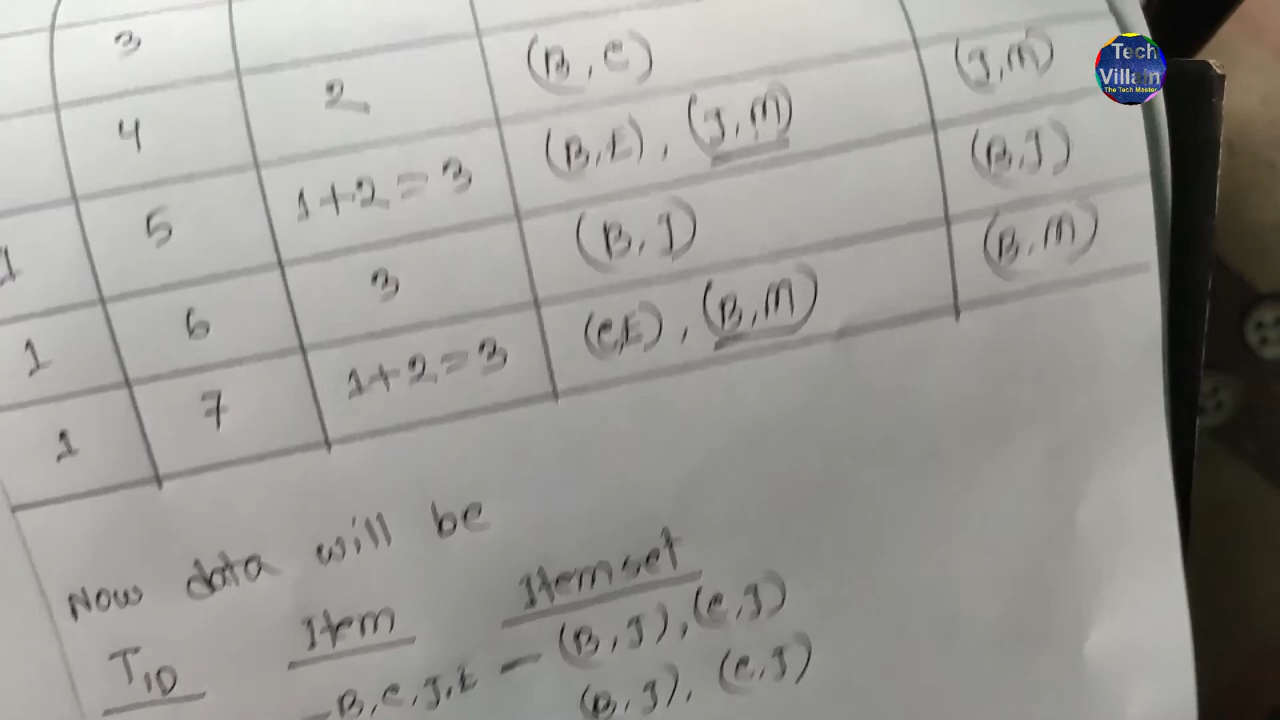 3 (B,C) (J,M)
4 2 (B,E), (J,M) (B,J)
1 5 1+2=3 (B,J) (B,M)
1 6 3 (C,E), (B,M)
1 7 1+2=3
Now data will be
TID Item Itemset
B,C,J,E - (B,J),(C,J)
(B,J), (C,J)
Tech
Villain
The Tech Master